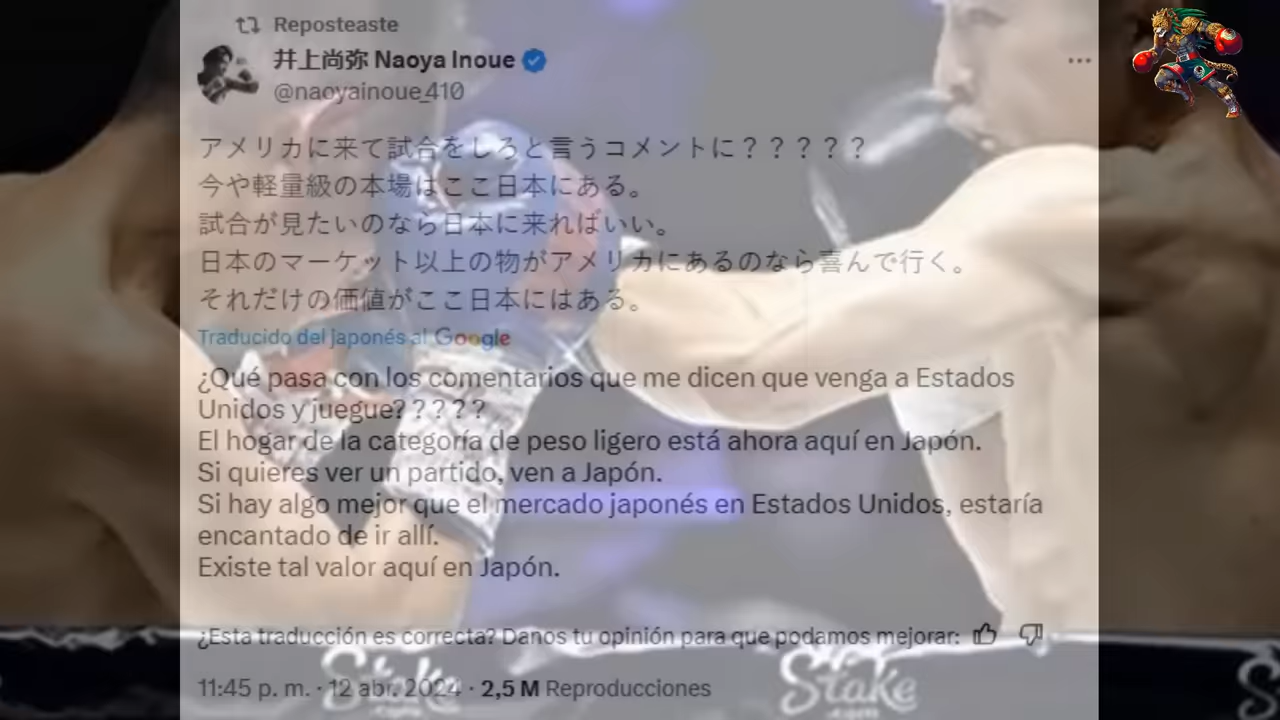 Reposteaste
井上尚弥 Naoya Inoue
@naoyainoue_410
アメリカに来て試合をしろと言うコメントに？？？？？
今や軽量級の本場はここ日本にある。
試合が見たいのなら日本に来ればいい。
日本のマーケット以上の物がアメリカにあるのなら喜んで行く。
それだけの価値がここ日本にはある。
Traducido del japonés al Google
¿Qué pasa con los comentarios que me dicen que venga a Estados
Unidos y juegue? ? ? ? ?
El hogar de la categoría de peso ligero está ahora aquí en Japón.
Si quieres ver un partido, ven a Japón.
Si hay algo mejor que el mercado japonés en Estados Unidos, estaría
encantado de ir allí.
Existe tal valor aquí en Japón.
¿Esta traducción es correcta? Danos tu opinión para que podamos mejorar:
11:45 p. m. · 12 abr. 2024 · 2,5 M Reproducciones
Stake Stake
.com .com